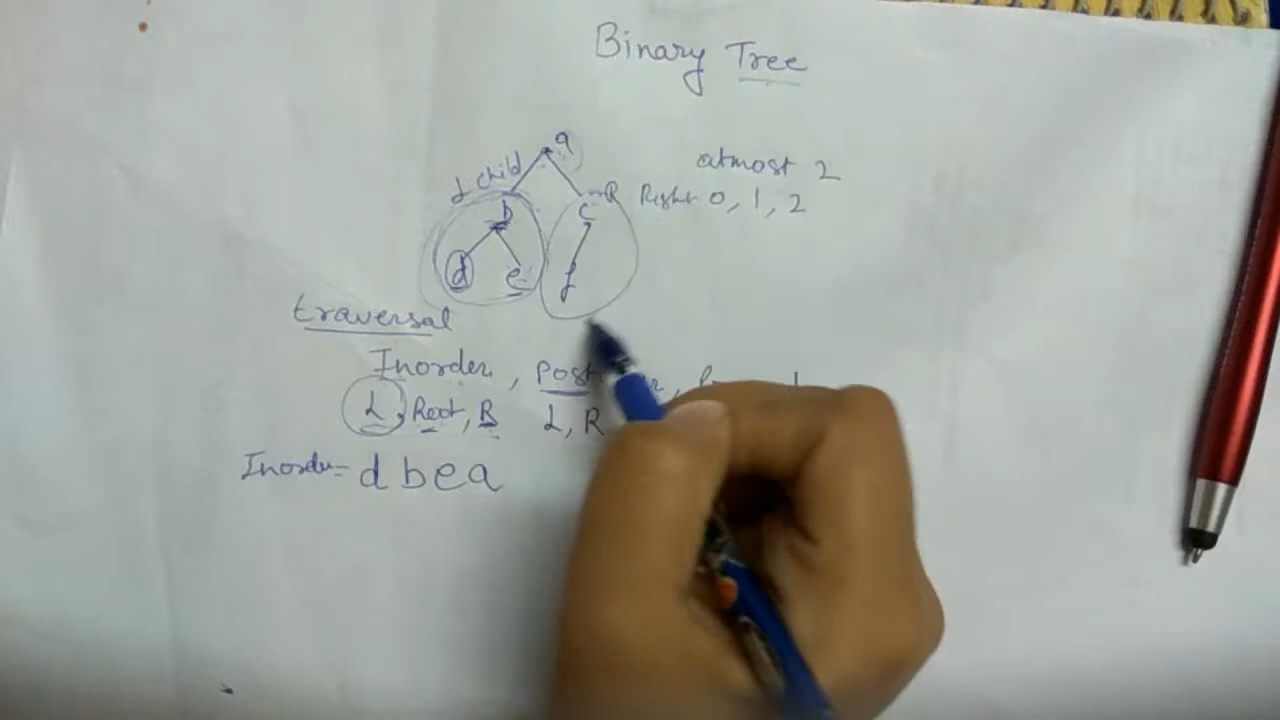 Binary Tree
a
atmost 2
L child
R Right 0, 1, 2
b c
d e f
traversal
Inorder, Post
L, Root, R L, R
Inorder = d b e a